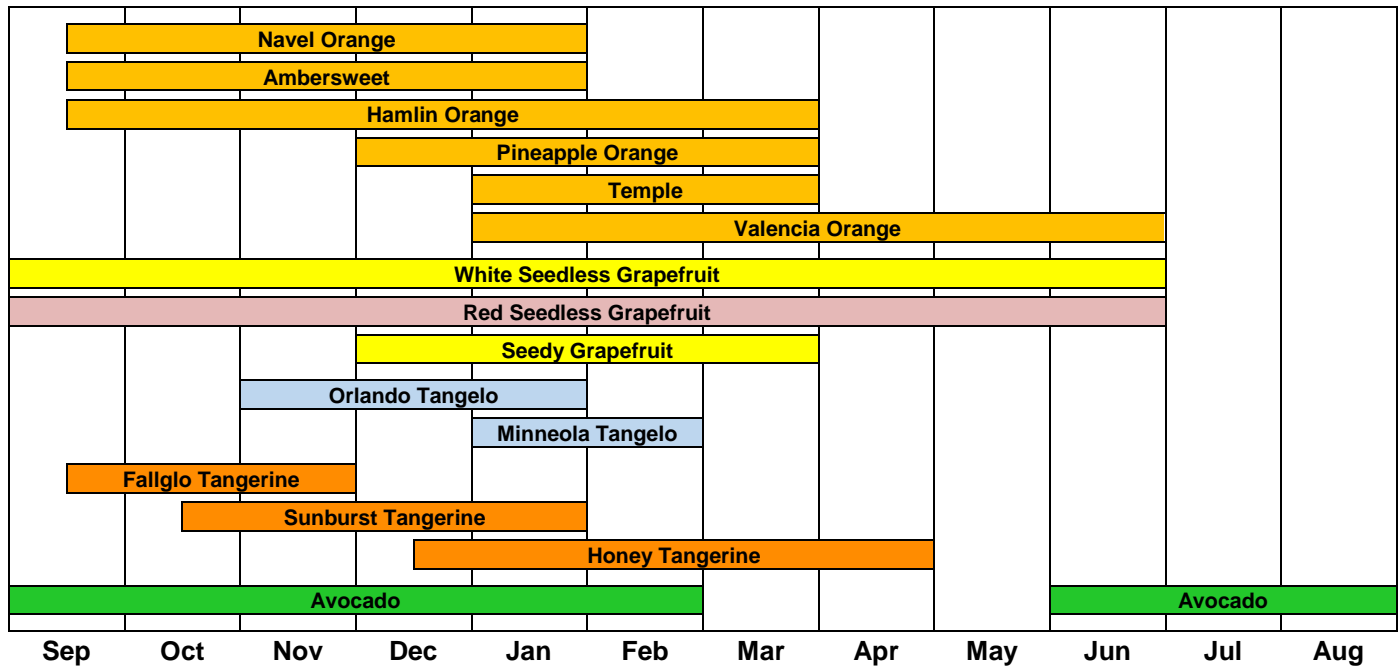 Navel Orange
Ambersweet
Hamlin Orange
Pineapple Orange
Temple
Valencia Orange
White Seedless Grapefruit
Red Seedless Grapefruit
Seedy Grapefruit
Orlando Tangelo
Minneola Tangelo
Fallglo Tangerine
Sunburst Tangerine
Honey Tangerine
Avocado Avocado
Sep Oct Nov Dec Jan Feb Mar Apr May Jun Jul Aug